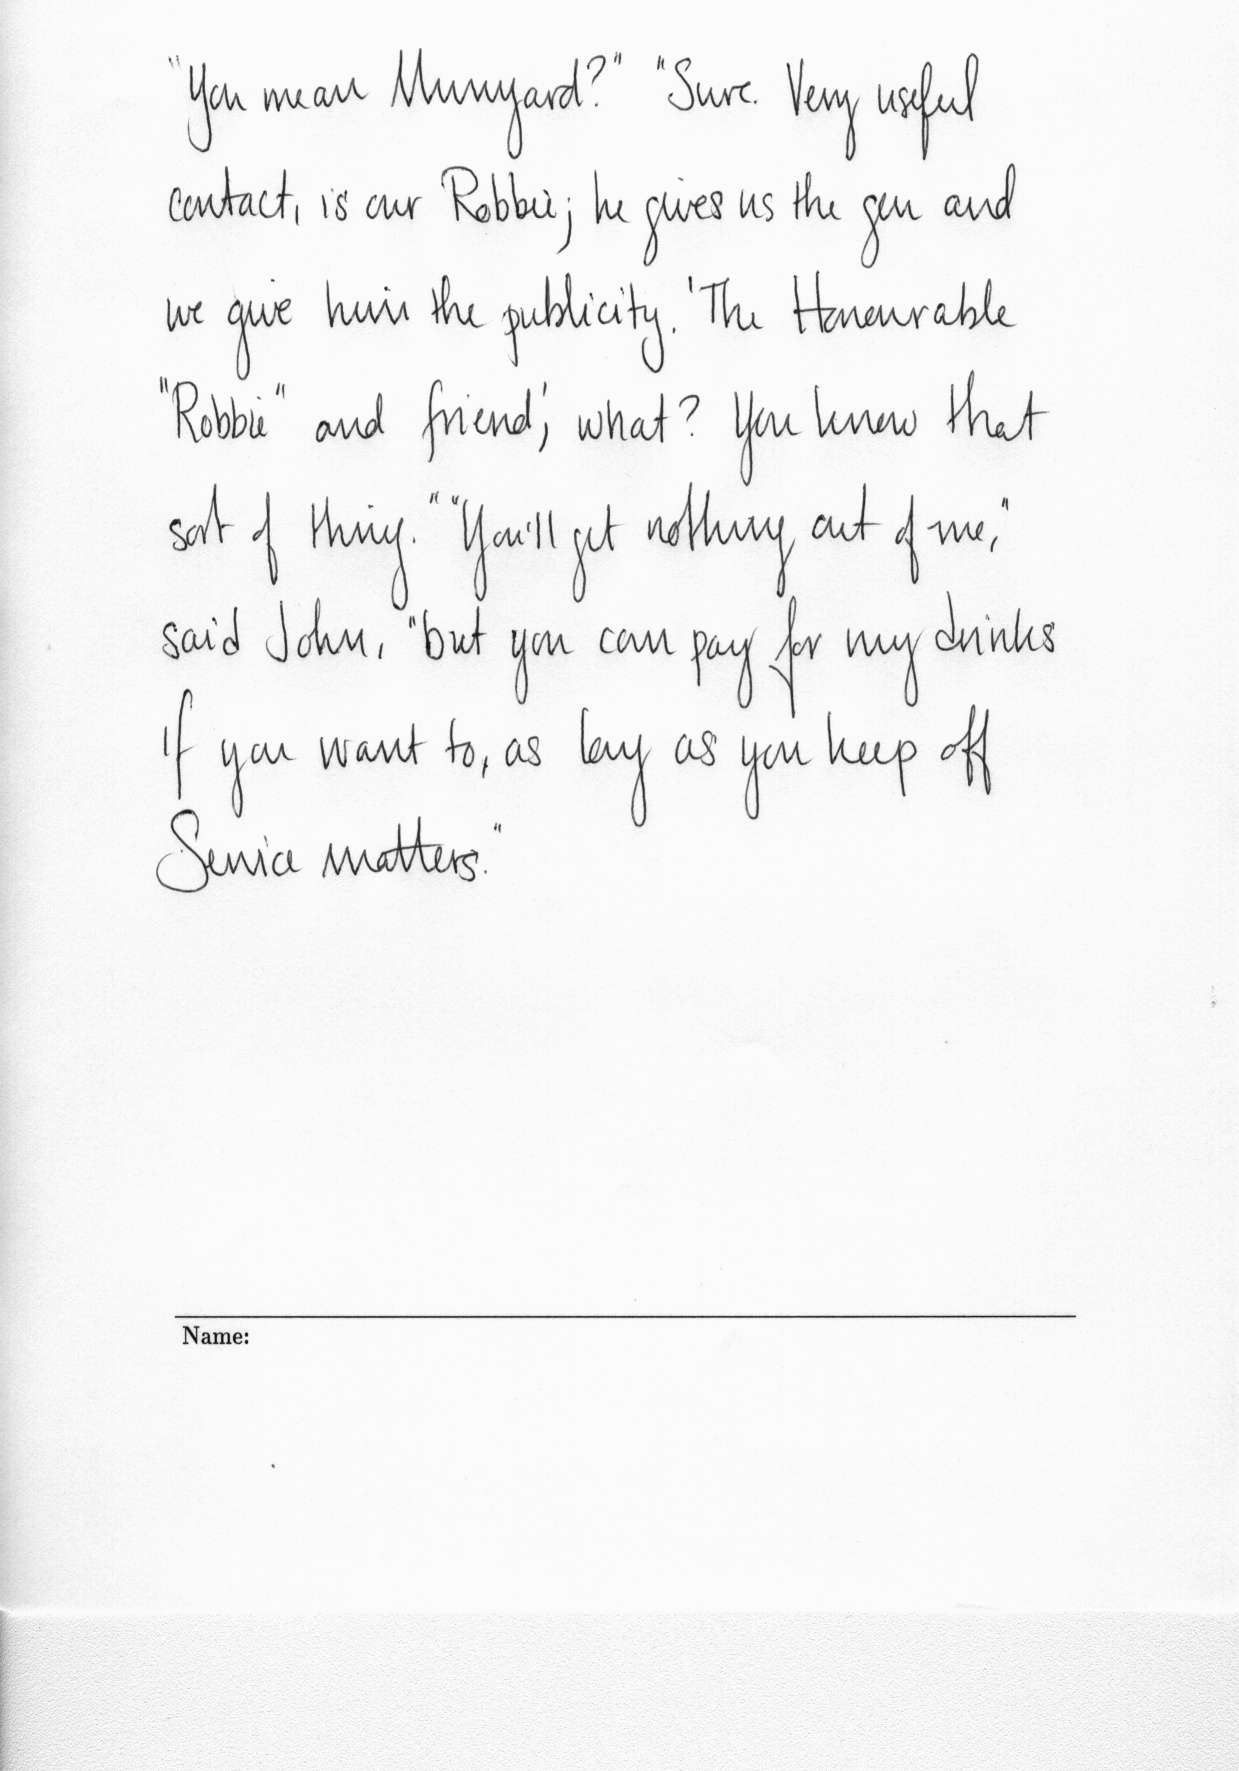 "You mean Munyard?" "Sure. Very useful
contact, is our Robbie; he gives us the gen and
we give him the publicity. 'The Honourable
"Robbie" and friend', what? You know that
sort of thing." "You'll get nothing out of me,"
said John, "but you can pay for my drinks
if you want to, as long as you keep off
Service matters."
Name: